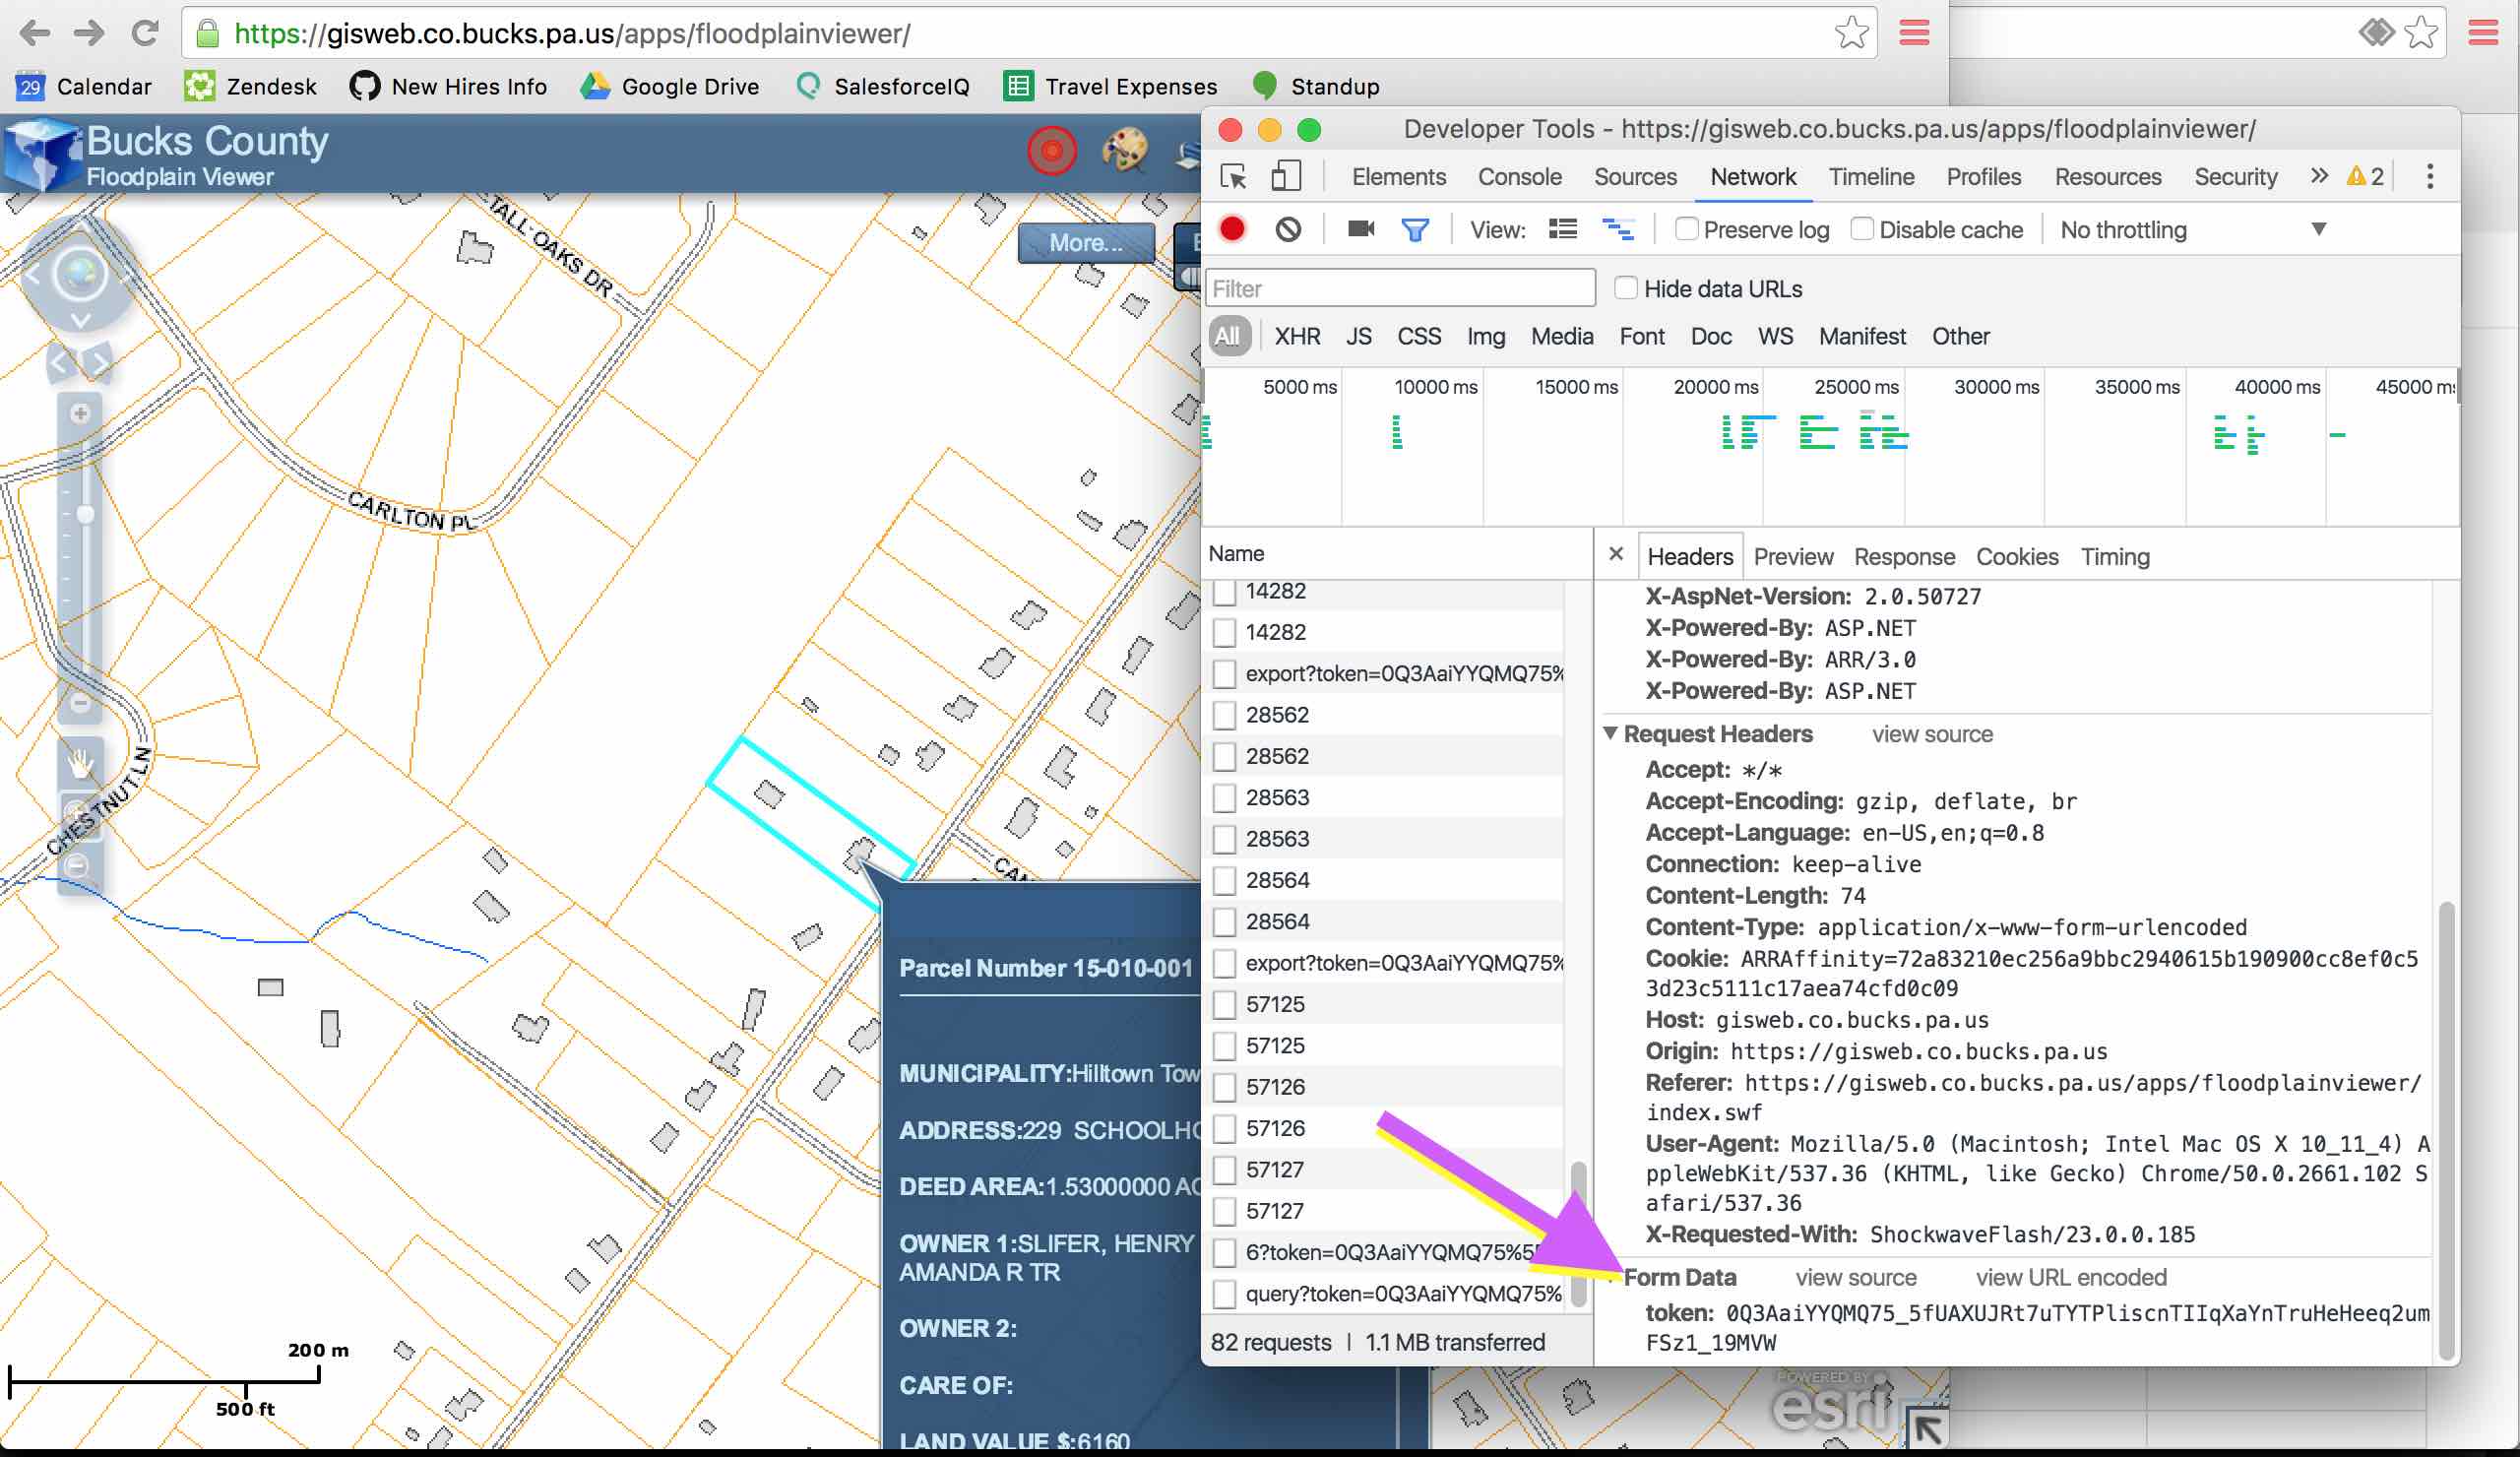 https://gisweb.co.bucks.pa.us/apps/floodplainviewer/
29 Calendar Zendesk New Hires Info Google Drive SalesforceIQ Travel Expenses Standup
Bucks County
Floodplain Viewer
More...
TALL-OAKS DR
CARLTON PL
CHESTNUT LN
200 m
500 ft
Parcel Number 15-010-001
MUNICIPALITY:Hilltown
ADDRESS:229
DEED AREA:1.53000000
OWNER 1:SLIFER, HENRY
AMANDA R TR
OWNER 2:
CARE OF:
LAND VALUE $:6160
POWERED BY
esri
Developer Tools - https://gisweb.co.bucks.pa.us/apps/floodplainviewer/
Elements Console Sources Network Timeline Profiles Resources Security » 2
View: Preserve log Disable cache No throttling
Filter Hide data URLs
All XHR JS CSS Img Media Font Doc WS Manifest Other
5000 ms 10000 ms 15000 ms 20000 ms 25000 ms 30000 ms 35000 ms 40000 ms 45000
Name
14282
14282
export?token=0Q3AaiYYQMQ75%
28562
28562
28563
28563
28564
28564
export?token=0Q3AaiYYQMQ75%
57125
57125
57126
57126
57127
57127
6?token=0Q3AaiYYQMQ75%5
query?token=0Q3AaiYYQMQ75%
82 requests | 1.1 MB transferred
× Headers Preview Response Cookies Timing
X-AspNet-Version: 2.0.50727
X-Powered-By: ASP.NET
X-Powered-By: ARR/3.0
X-Powered-By: ASP.NET
Request Headers view source
Accept: */*
Accept-Encoding: gzip, deflate, br
Accept-Language: en-US,en;q=0.8
Connection: keep-alive
Content-Length: 74
Content-Type: application/x-www-form-urlencoded
Cookie: ARRAffinity=72a83210ec256a9bbc2940615b190900cc8ef0c5
3d23c5111c17aea74cfd0c09
Host: gisweb.co.bucks.pa.us
Origin: https://gisweb.co.bucks.pa.us
Referer: https://gisweb.co.bucks.pa.us/apps/floodplainviewer/
index.swf
User-Agent: Mozilla/5.0 (Macintosh; Intel Mac OS X 10_11_4) A
ppleWebKit/537.36 (KHTML, like Gecko) Chrome/50.0.2661.102 S
afari/537.36
X-Requested-With: ShockwaveFlash/23.0.0.185
Form Data view source view URL encoded
token: 0Q3AaiYYQMQ75_5fUAXUJRt7uTYTPliscnTIIqXaYnTruHeHeeq2um
FSz1_19MVW